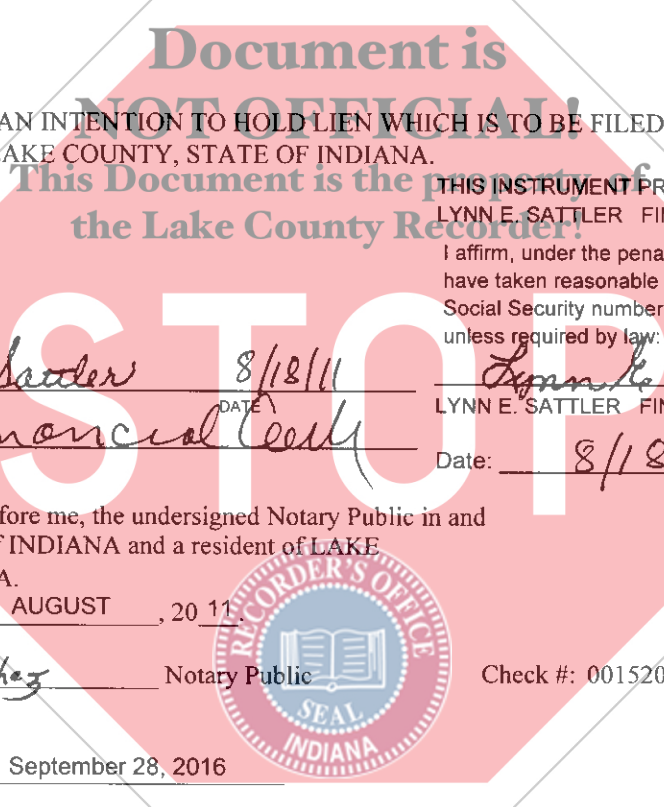 Document is
NOT OFFICIAL!
AN INTENTION TO HOLD LIEN WHICH IS TO BE FILED
LAKE COUNTY, STATE OF INDIANA.
This Document is the property of
the Lake County Recorder!
THIS INSTRUMENT PR
LYNN E. SATTLER FIN
I affirm, under the pena
have taken reasonable
Social Security number
unless required by law:
STOP
Sattler 8/18/11
DATE
Lynn E.
LYNN E. SATTLER FIN
Financial
Date: 8/18
fore me, the undersigned Notary Public in and
f INDIANA and a resident of LAKE
A.
AUGUST , 20 11.
Notary Public
Check #: 001520
RECORDER'S OFFICE
SEAL
INDIANA
September 28, 2016